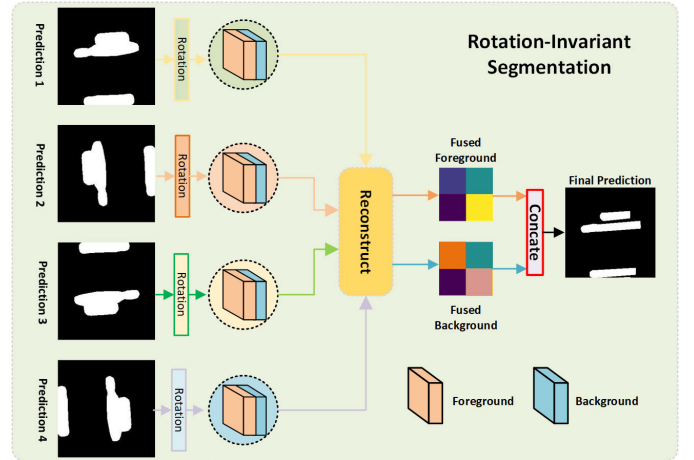 Rotation-Invariant
Segmentation
Prediction 1
Rotation
Prediction 2
Rotation
Prediction 3
Rotation
Prediction 4
Rotation
Reconstruct
Fused
Foreground
Fused
Background
Concate
Final Prediction
Foreground
Background